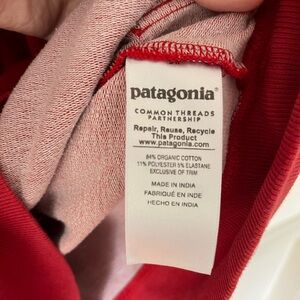 patagonia®
COMMON THREADS
PARTNERSHIP
Repair, Reuse, Recycle
This Product
www.patagonia.com
84% ORGANIC COTTON
11% POLYESTER 5% ELASTANE
EXCLUSIVE OF TRIM
MADE IN INDIA
FABRIQUÉ EN INDE
HECHO EN INDIA